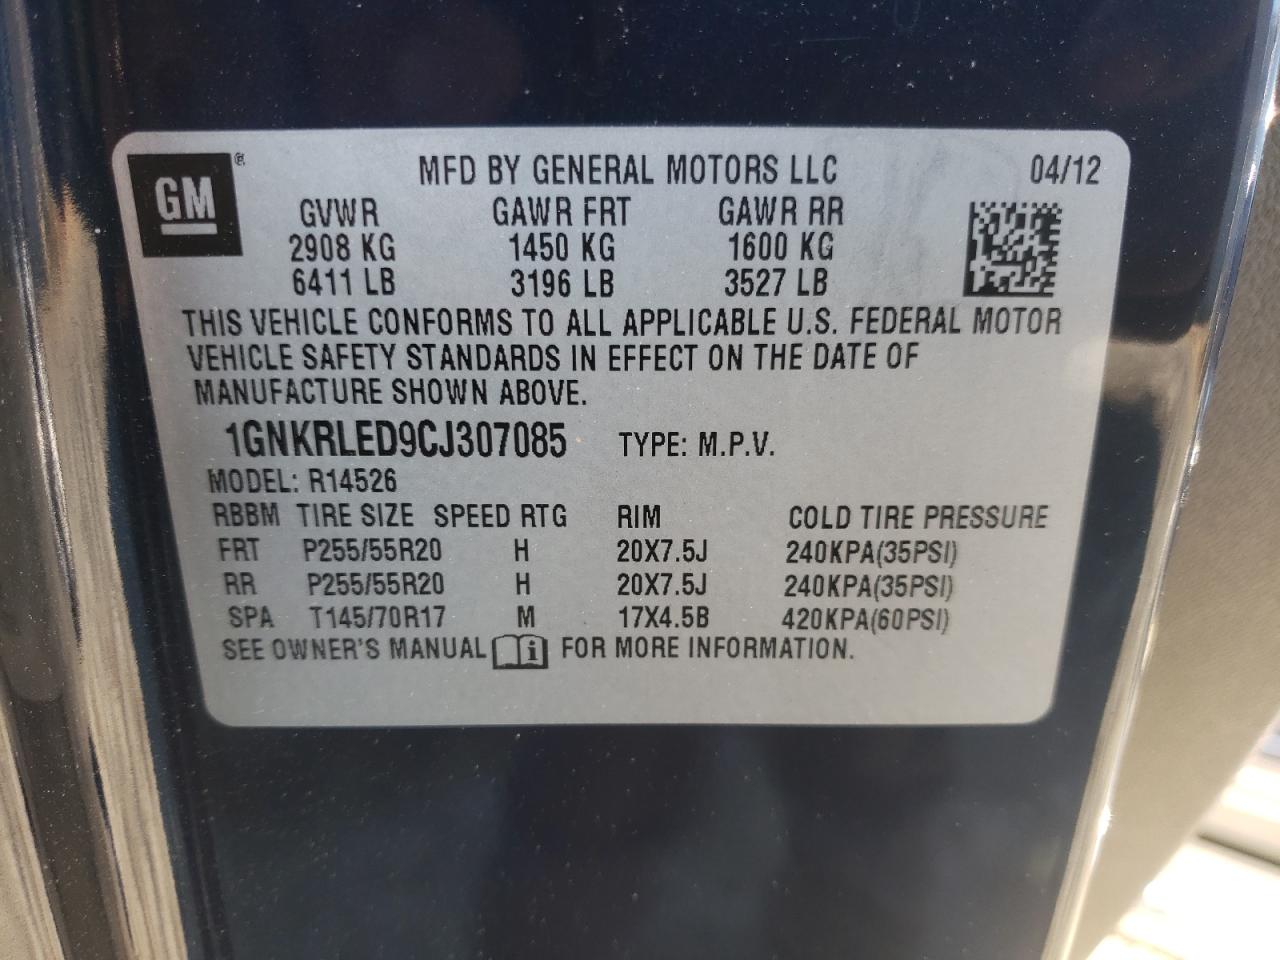 GM ® MFD BY GENERAL MOTORS LLC 04/12
GVWR GAWR FRT GAWR RR
2908 KG 1450 KG 1600 KG
6411 LB 3196 LB 3527 LB
THIS VEHICLE CONFORMS TO ALL APPLICABLE U.S. FEDERAL MOTOR
VEHICLE SAFETY STANDARDS IN EFFECT ON THE DATE OF
MANUFACTURE SHOWN ABOVE.
1GNKRLED9CJ307085 TYPE: M.P.V.
MODEL: R14526
RBBM TIRE SIZE SPEED RTG RIM COLD TIRE PRESSURE
FRT P255/55R20 H 20X7.5J 240KPA(35PSI)
RR P255/55R20 H 20X7.5J 240KPA(35PSI)
SPA T145/70R17 M 17X4.5B 420KPA(60PSI)
SEE OWNER'S MANUAL i FOR MORE INFORMATION.